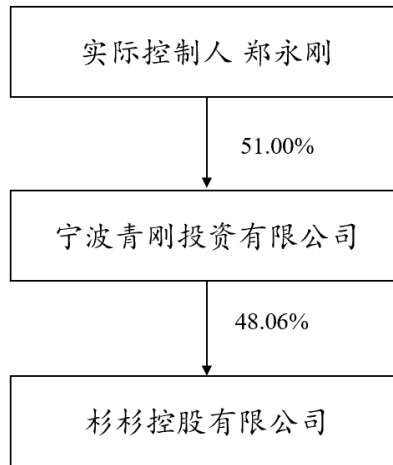 实际控制人 郑永刚
51.00%
宁波青刚投资有限公司
48.06%
杉杉控股有限公司